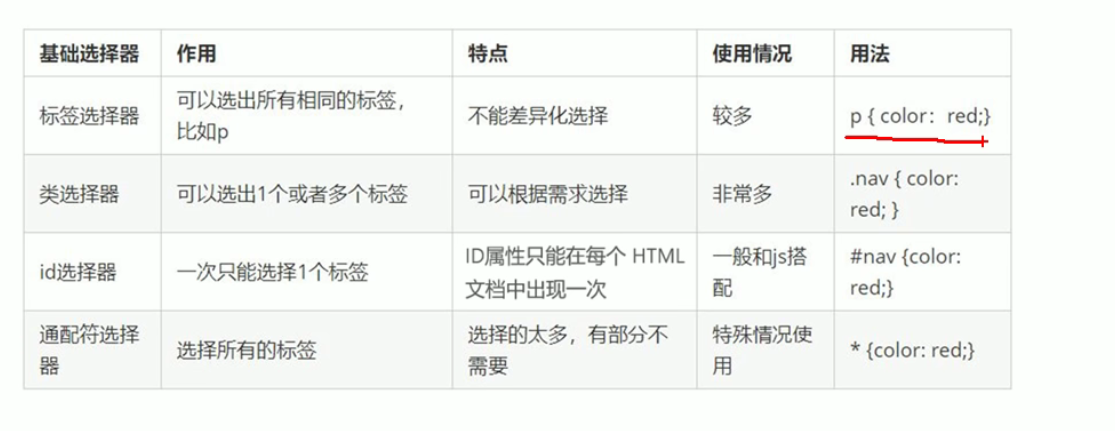 基础选择器 作用 特点 使用情况 用法
标签选择器 可以选出所有相同的标签，
比如p 不能差异化选择 较多 p { color：red;}
类选择器 可以选出1个或者多个标签 可以根据需求选择 非常多 .nav { color:
red; }
id选择器 一次只能选择1个标签 ID属性只能在每个 HTML
文档中出现一次 一般和js搭
配 #nav {color:
red;}
通配符选择
器 选择所有的标签 选择的太多，有部分不
需要 特殊情况使
用 * {color: red;}